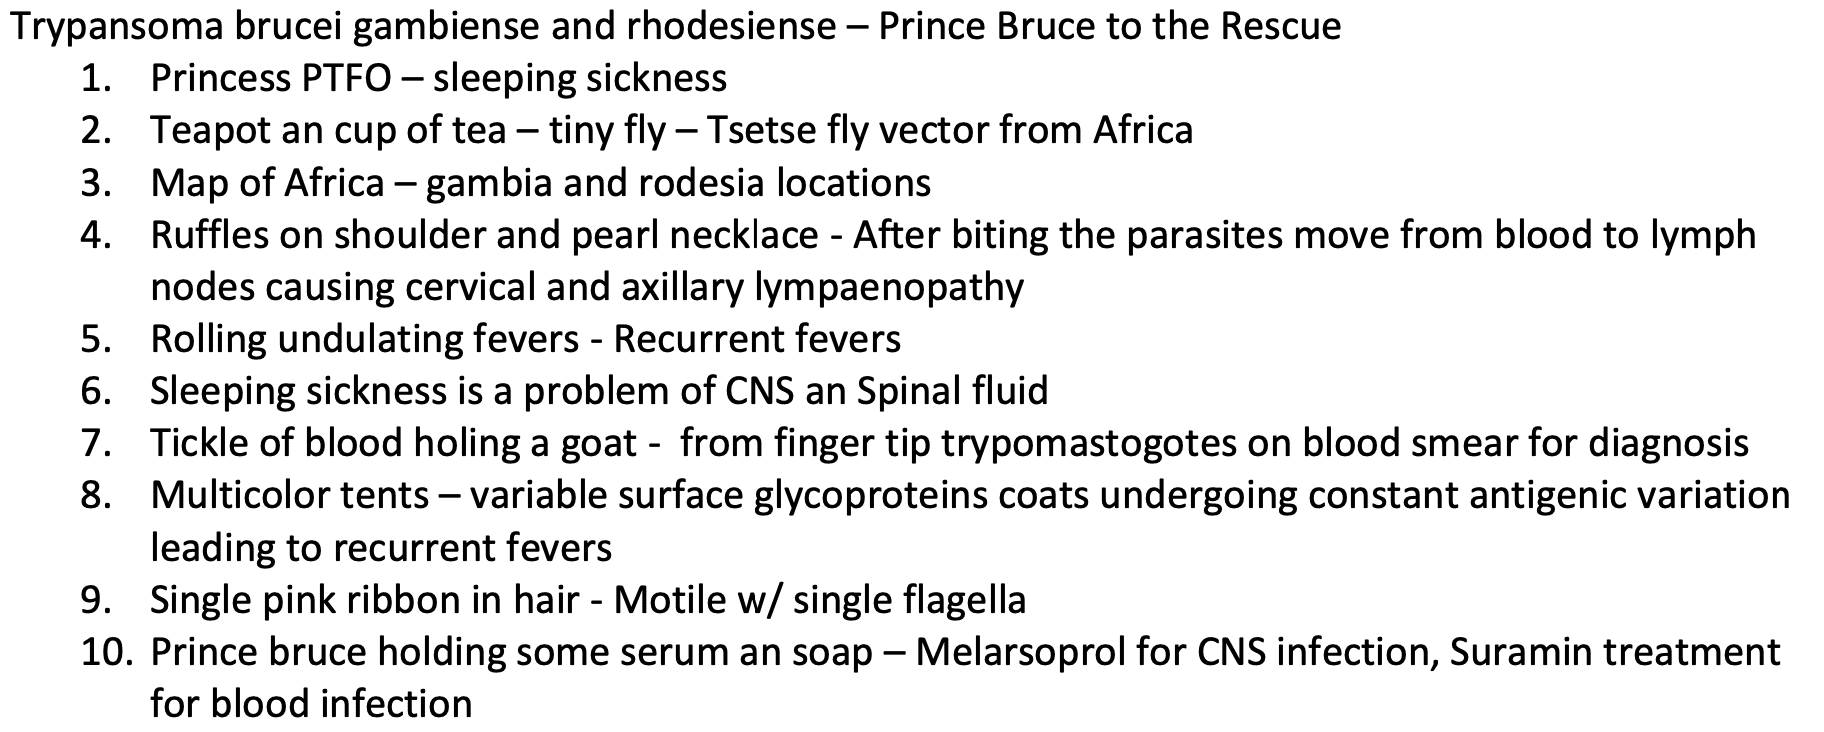 Trypansoma brucei gambiense and rhodesiense – Prince Bruce to the Rescue
1. Princess PTFO – sleeping sickness
2. Teapot an cup of tea – tiny fly – Tsetse fly vector from Africa
3. Map of Africa – gambia and rodesia locations
4. Ruffles on shoulder and pearl necklace - After biting the parasites move from blood to lymph
nodes causing cervical and axillary lympaenopathy
5. Rolling undulating fevers - Recurrent fevers
6. Sleeping sickness is a problem of CNS an Spinal fluid
7. Tickle of blood holing a goat -  from finger tip trypomastogotes on blood smear for diagnosis
8. Multicolor tents – variable surface glycoproteins coats undergoing constant antigenic variation
leading to recurrent fevers
9. Single pink ribbon in hair - Motile w/ single flagella
10. Prince bruce holding some serum an soap – Melarsoprol for CNS infection, Suramin treatment
for blood infection